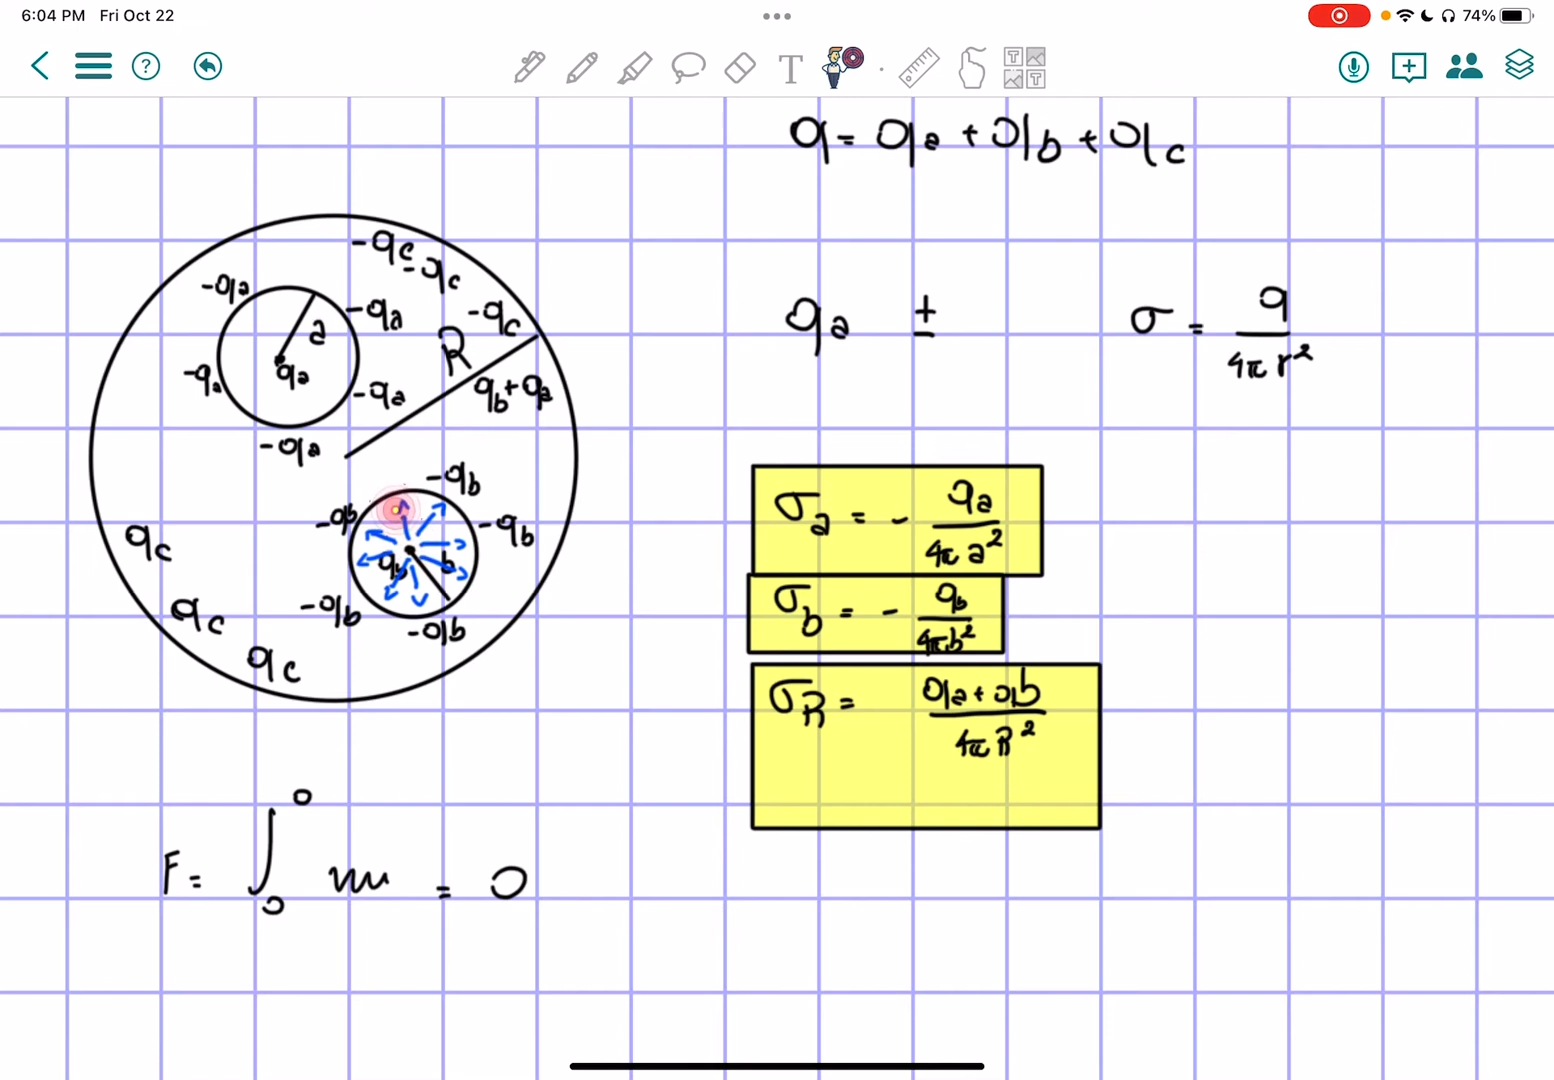 6:04 PM Fri Oct 22
74%
T
q = qa + qb + qc
-qc
-qc
-qa
-qa
-qc
a
R
qa ±
σ = q / 4πr²
qa
-qa
-qa
qb+qa
-qa
-qb
-qb
-qb
qb
b
qc
-qb
-qb
qc
qc
σa = - qa / 4πa²
σb = - qb / 4πb²
σR = qa + qb / 4πR²
F = ∫
0
0
= 0